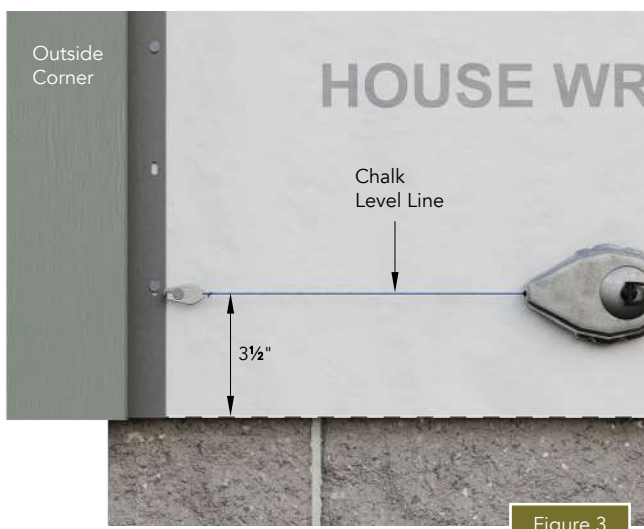 Outside
Corner
HOUSE WR
Chalk
Level Line
3½"
Figure 3